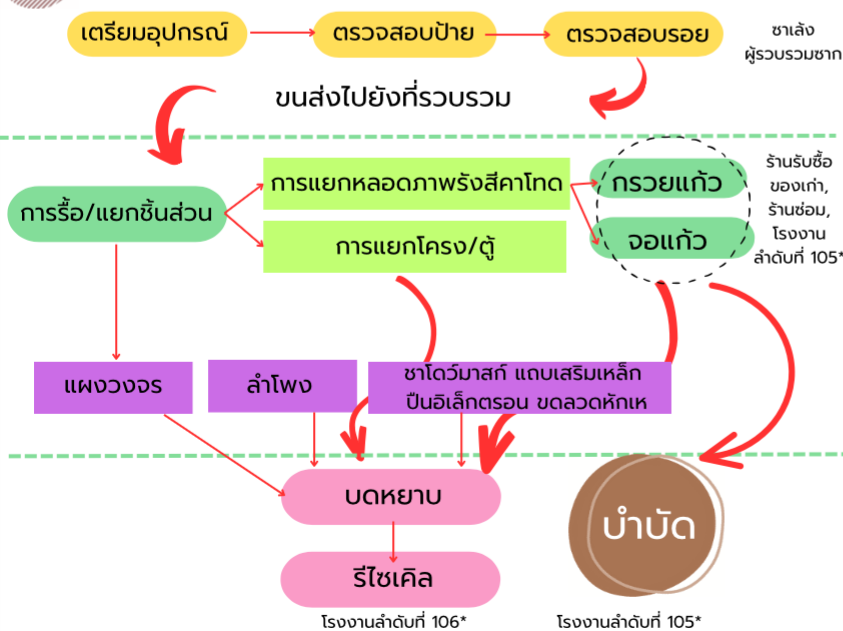 เตรียมอุปกรณ์
ตรวจสอบป้าย
ตรวจสอบรอย
ซาเล้ง
ผู้รวบรวมซาก
ขนส่งไปยังที่รวบรวม
การรื้อ/แยกชิ้นส่วน
การแยกหลอดภาพรังสีคาโทด
การแยกโครง/ตู้
กรวยแก้ว
จอแก้ว
ร้านรับซื้อ
ของเก่า,
ร้านซ่อม,
โรงงาน
ลำดับที่ 105*
แผงวงจร
ลำโพง
ชาโดว์มาสก์ แถบเสริมเหล็ก
ปืนอิเล็กตรอน ขดลวดหักเห
บดหยาบ
รีไซเคิล
โรงงานลำดับที่ 106*
บำบัด
โรงงานลำดับที่ 105*